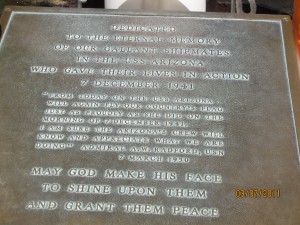 DEDICATED
TO THE ETERNAL MEMORY
OF OUR GALLANT SHIPMATES
IN THE USS ARIZONA
WHO GAVE THEIR LIVES IN ACTION
7 DECEMBER 1941
"FROM TODAY ON THE USS ARIZONA
WILL AGAIN FLY OUR COUNTRY'S FLAG
JUST AS PROUDLY AS SHE DID ON THE
MORNING OF 7 DECEMBER 1941.
I AM SURE THE ARIZONA'S CREW WILL
KNOW AND APPRECIATE WHAT WE ARE
DOING" ADMIRAL A.W. RADFORD, USN
7 MARCH 1950
MAY GOD MAKE HIS FACE
TO SHINE UPON THEM
AND GRANT THEM PEACE